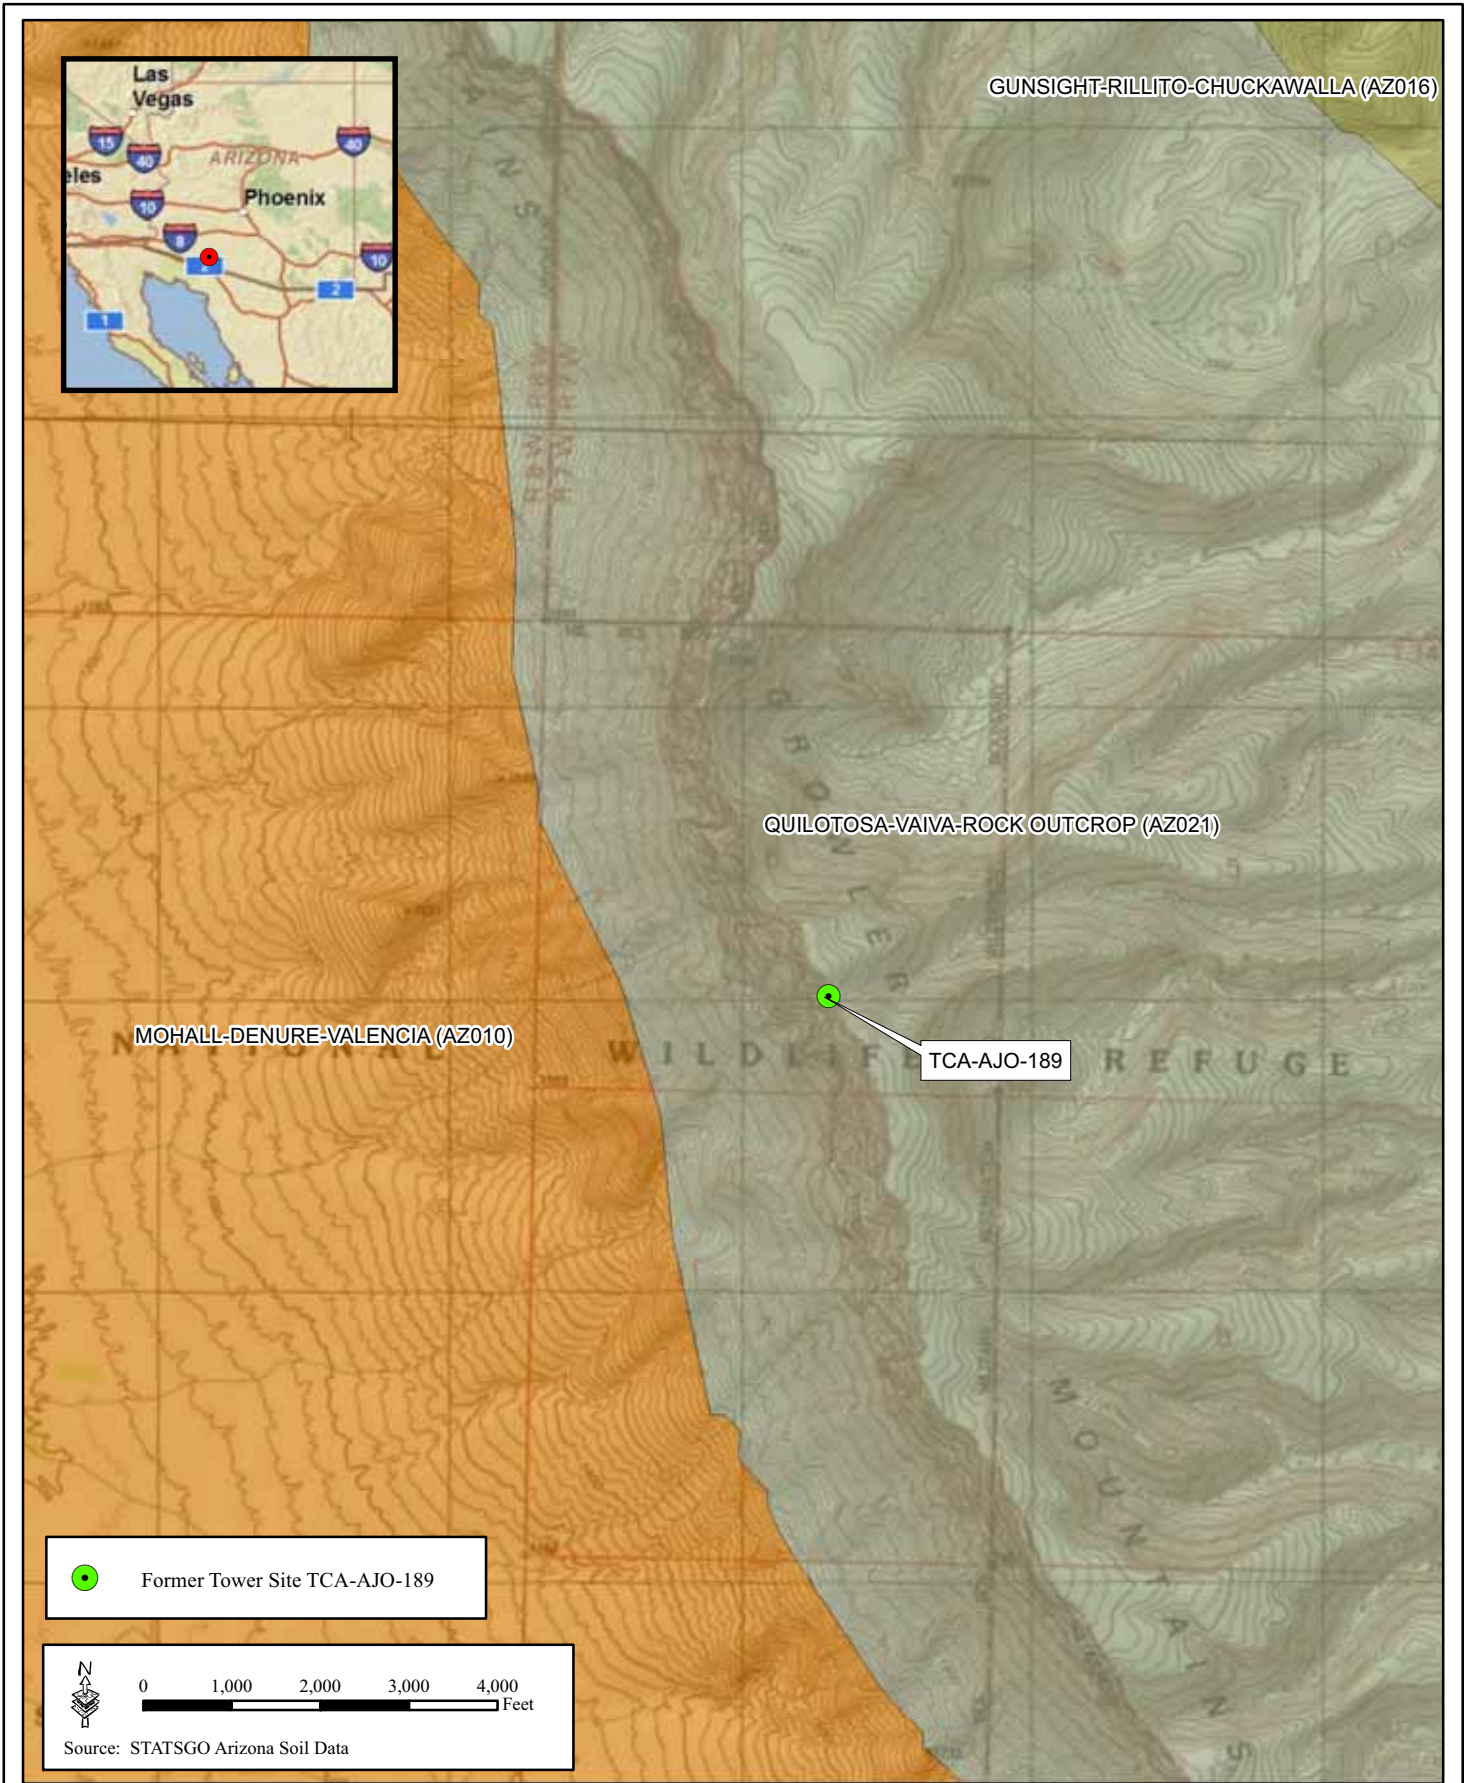 GUNSIGHT-RILLITO-CHUCKAWALLA (AZ016)
Las
Vegas
15
40
40
ARIZONA
eles
10
Phoenix
8
10
2
2
1
QUILOTOSA-VAIVA-ROCK OUTCROP (AZ021)
MOHALL-DENURE-VALENCIA (AZ010)
NATIONAL WILDLIFE REFUGE
TCA-AJO-189
MOUNTAINS
Former Tower Site TCA-AJO-189
N
0 1,000 2,000 3,000 4,000
Feet
Source: STATSGO Arizona Soil Data